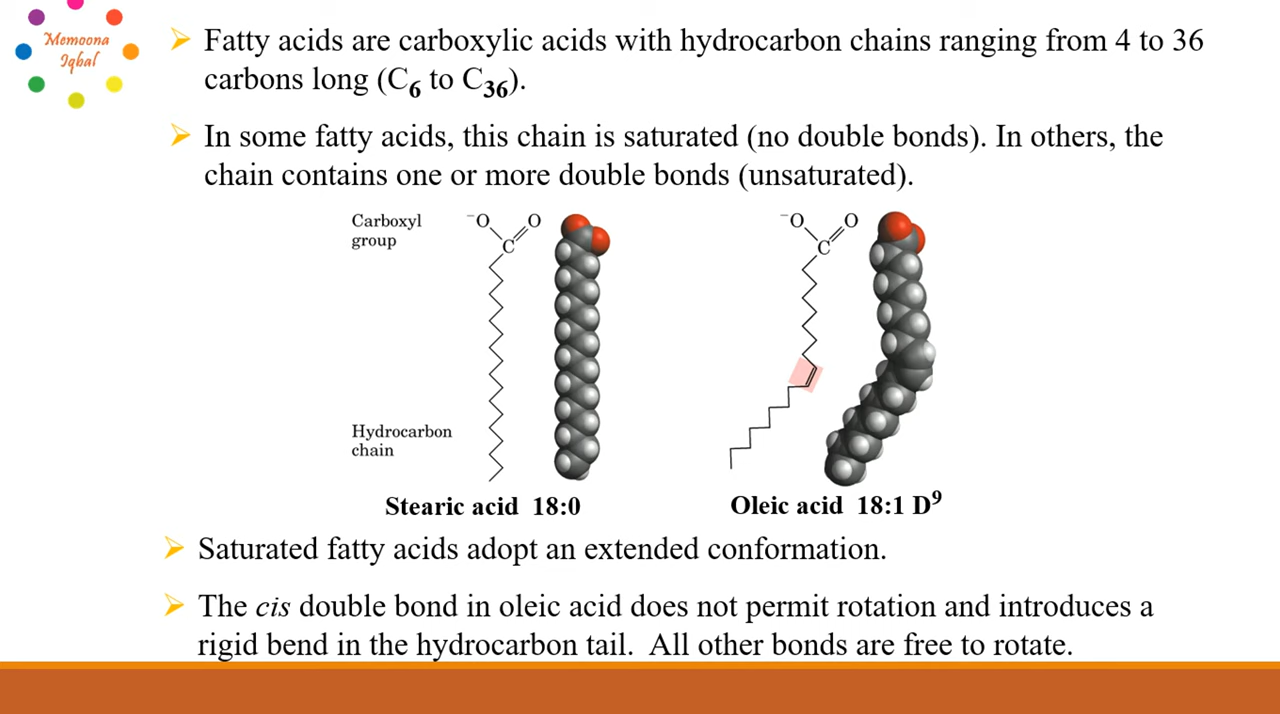 Memoona
Iqbal
➢ Fatty acids are carboxylic acids with hydrocarbon chains ranging from 4 to 36
carbons long (C₆ to C₃₆).
➢ In some fatty acids, this chain is saturated (no double bonds). In others, the
chain contains one or more double bonds (unsaturated).
Carboxyl
group
⁻O O
C
⁻O O
C
Hydrocarbon
chain
Stearic acid 18:0
Oleic acid 18:1 D⁹
➢ Saturated fatty acids adopt an extended conformation.
➢ The cis double bond in oleic acid does not permit rotation and introduces a
rigid bend in the hydrocarbon tail. All other bonds are free to rotate.